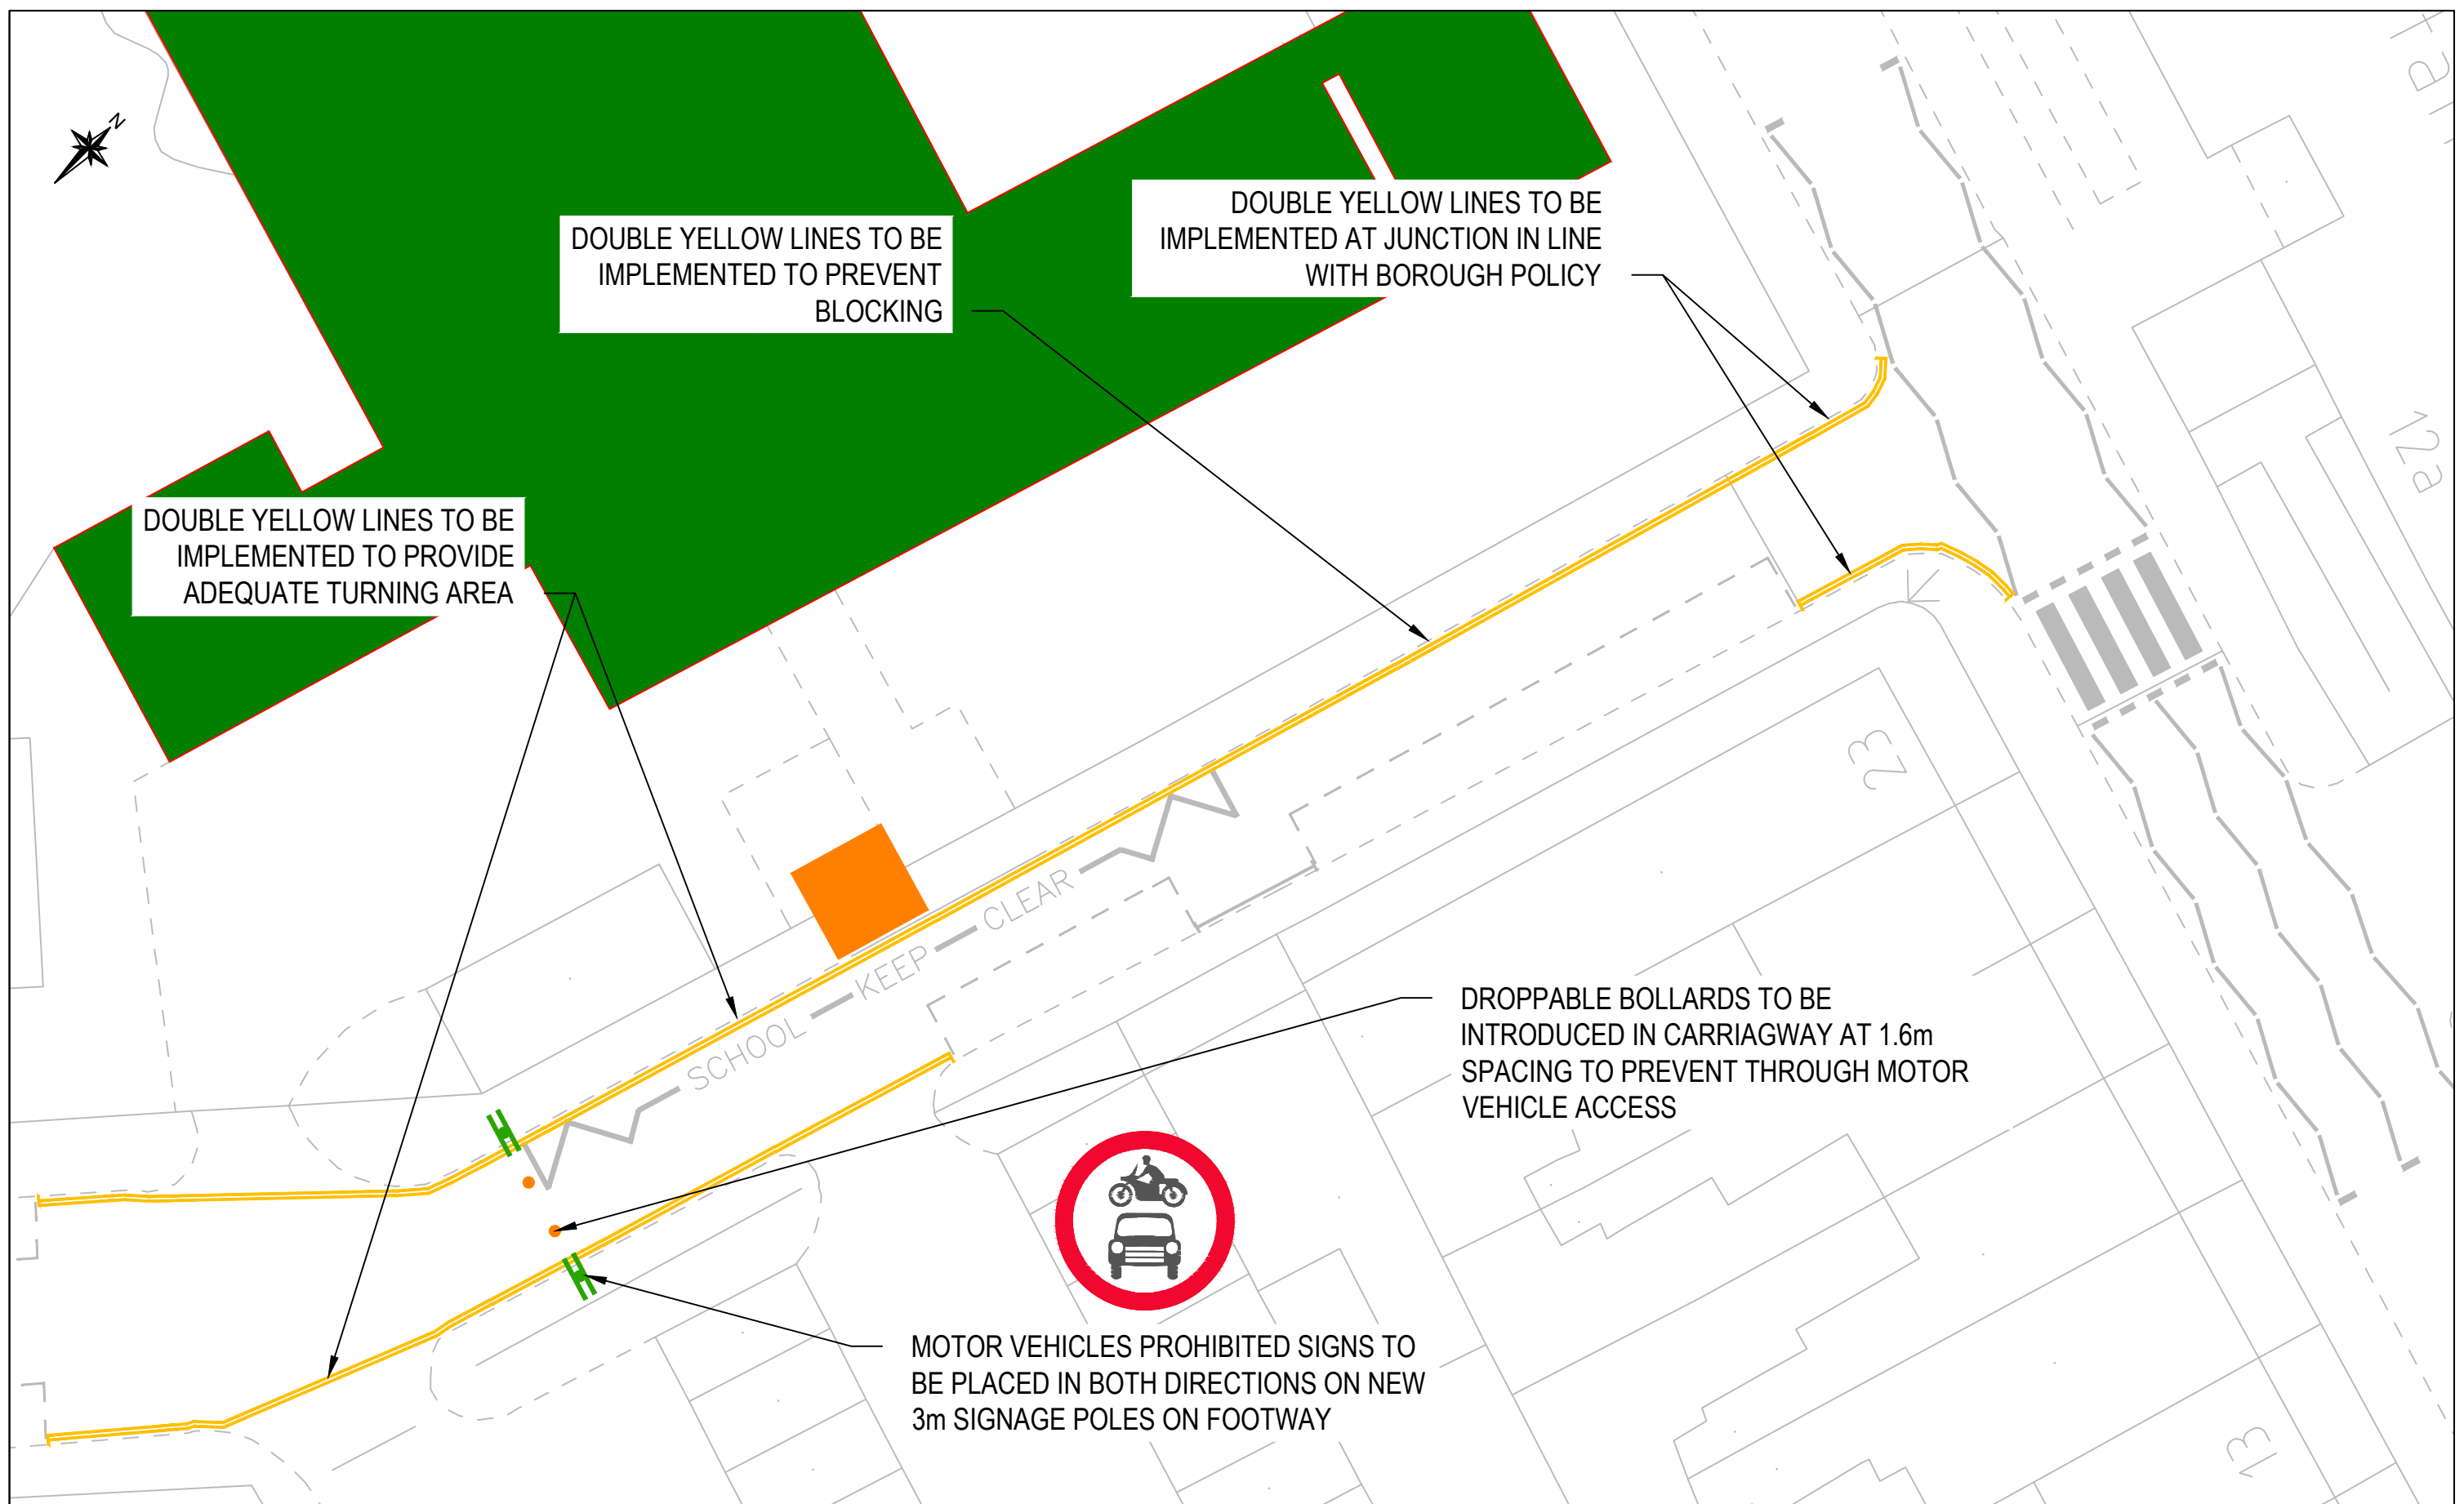 N
DOUBLE YELLOW LINES TO BE
IMPLEMENTED AT JUNCTION IN LINE
WITH BOROUGH POLICY
DOUBLE YELLOW LINES TO BE
IMPLEMENTED TO PREVENT
BLOCKING
DOUBLE YELLOW LINES TO BE
IMPLEMENTED TO PROVIDE
ADEQUATE TURNING AREA
23
SCHOOL KEEP CLEAR
DROPPABLE BOLLARDS TO BE
INTRODUCED IN CARRIAGWAY AT 1.6m
SPACING TO PREVENT THROUGH MOTOR
VEHICLE ACCESS
MOTOR VEHICLES PROHIBITED SIGNS TO
BE PLACED IN BOTH DIRECTIONS ON NEW
3m SIGNAGE POLES ON FOOTWAY
13